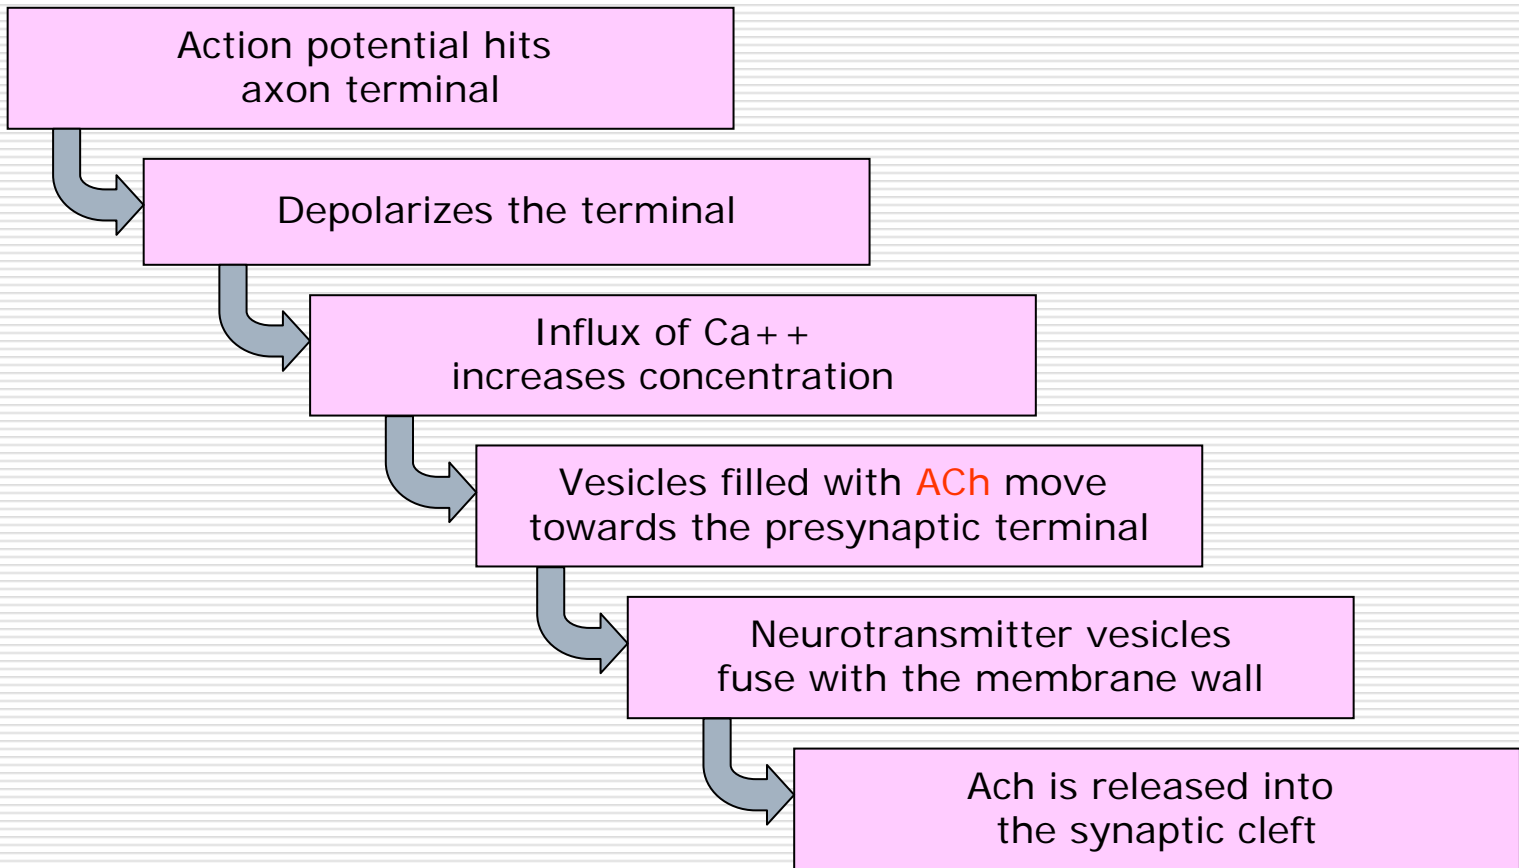 Action potential hits
axon terminal
Depolarizes the terminal
Influx of Ca++
increases concentration
Vesicles filled with ACh move
towards the presynaptic terminal
Neurotransmitter vesicles
fuse with the membrane wall
Ach is released into
the synaptic cleft